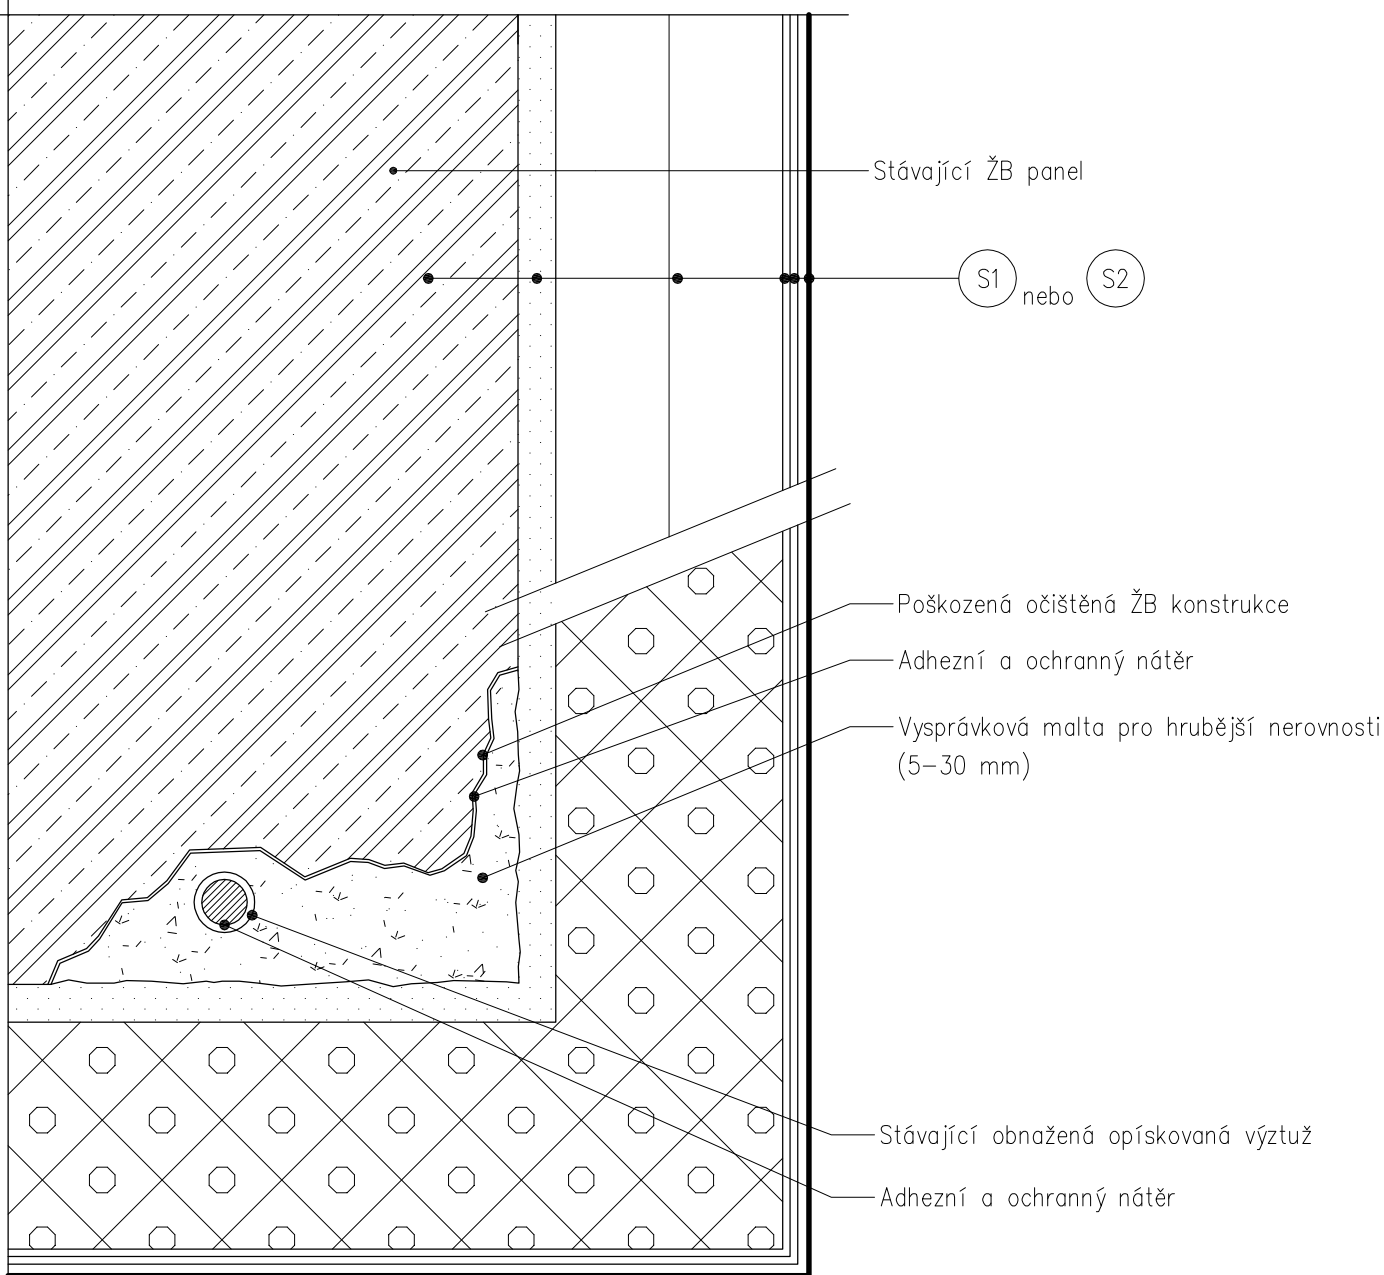 Stávající ŽB panel
S1 nebo S2
Poškozená očištěná ŽB konstrukce
Adhezní a ochranný nátěr
Vysprávková malta pro hrubější nerovnosti
(5-30 mm)
Stávající obnažená opískovaná výztuž
Adhezní a ochranný nátěr